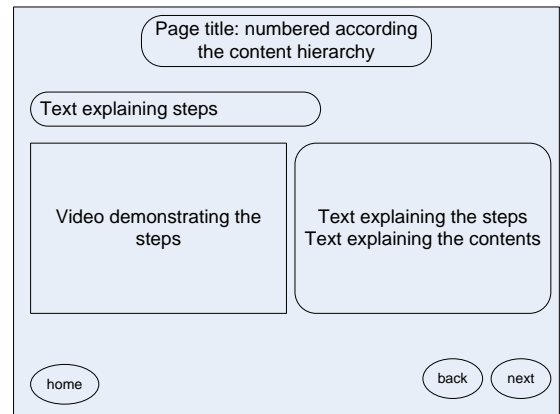 Page title: numbered according
the content hierarchy
Text explaining steps
Video demonstrating the
steps
Text explaining the steps
Text explaining the contents
home
back
next